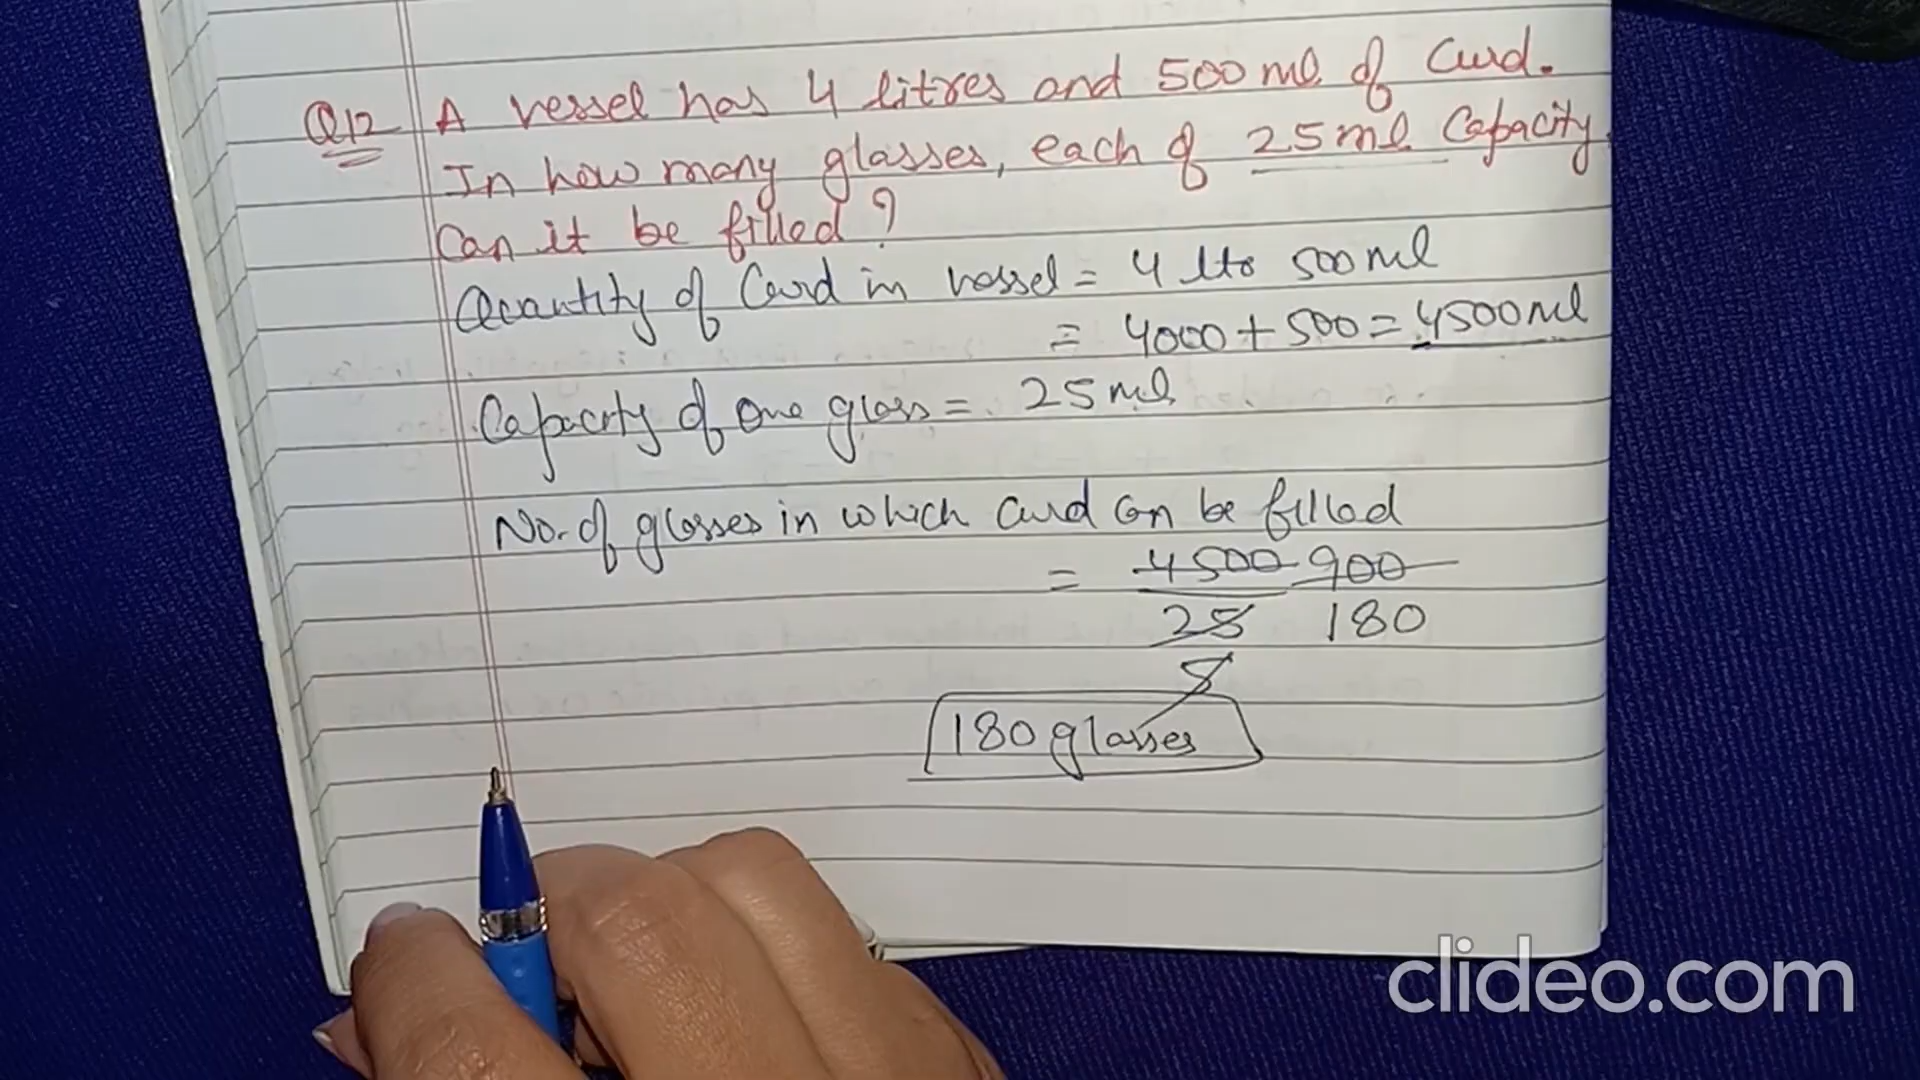 Q12 A vessel has 4 litres and 500 ml of Curd.
In how many glasses, each of 25 ml Capacity
Can it be filled?
Quantity of Curd in vessel = 4 ltrs 500 ml
= 4000 + 500 = 4500 ml
Capacity of one glass = 25 ml
No. of glasses in which curd can be filled
= 4500 900
25 180
5
180 glasses
clideo.com